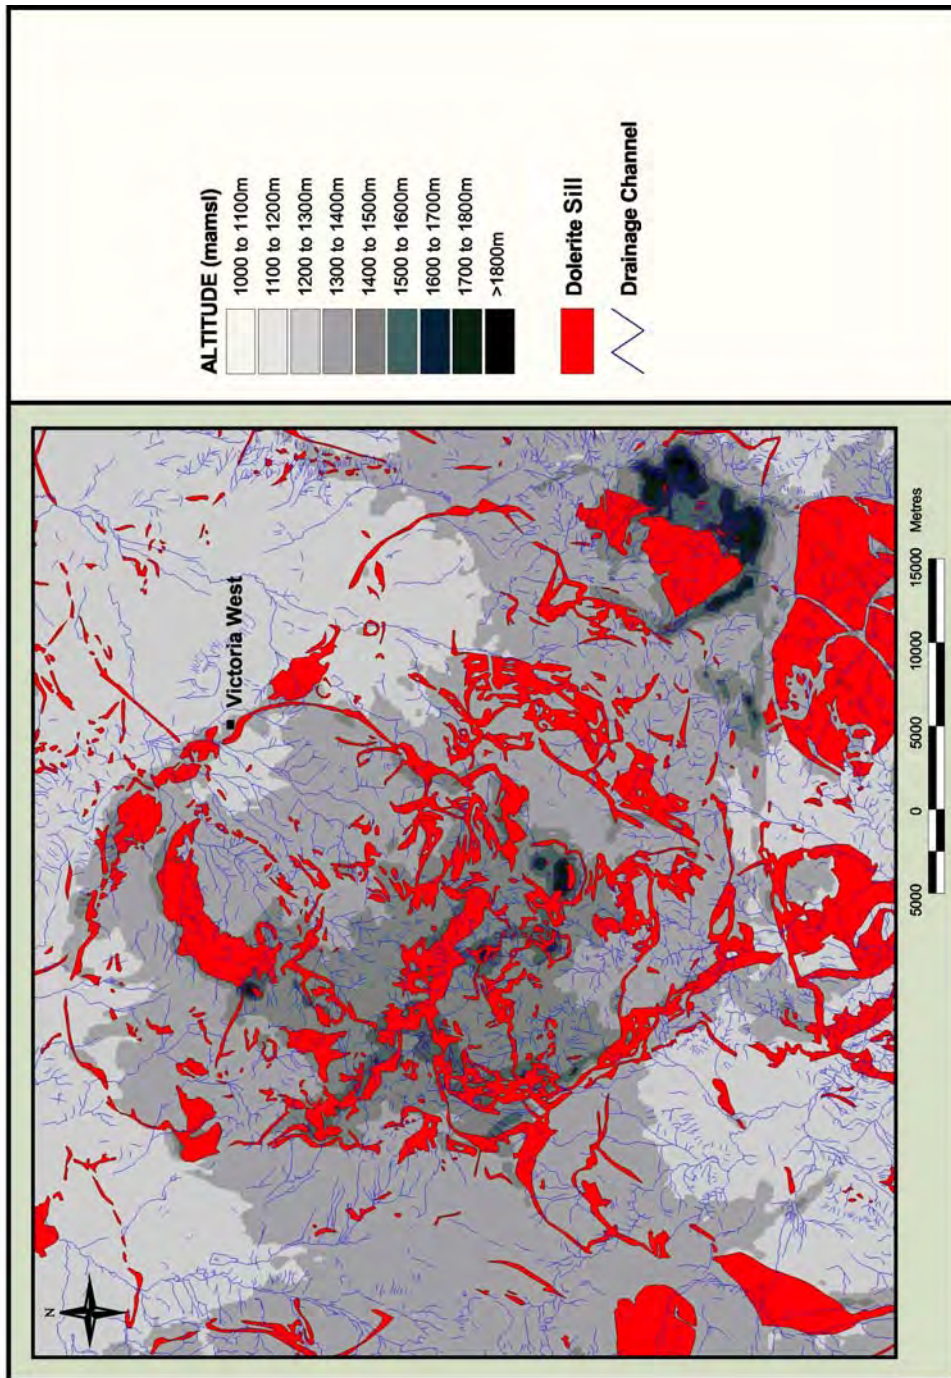 N
Victoria West
5000 0 5000 10000 15000 Metres
ALTITUDE (mamsl)
1000 to 1100m
1100 to 1200m
1200 to 1300m
1300 to 1400m
1400 to 1500m
1500 to 1600m
1600 to 1700m
1700 to 1800m
>1800m
Dolerite Sill
Drainage Channel